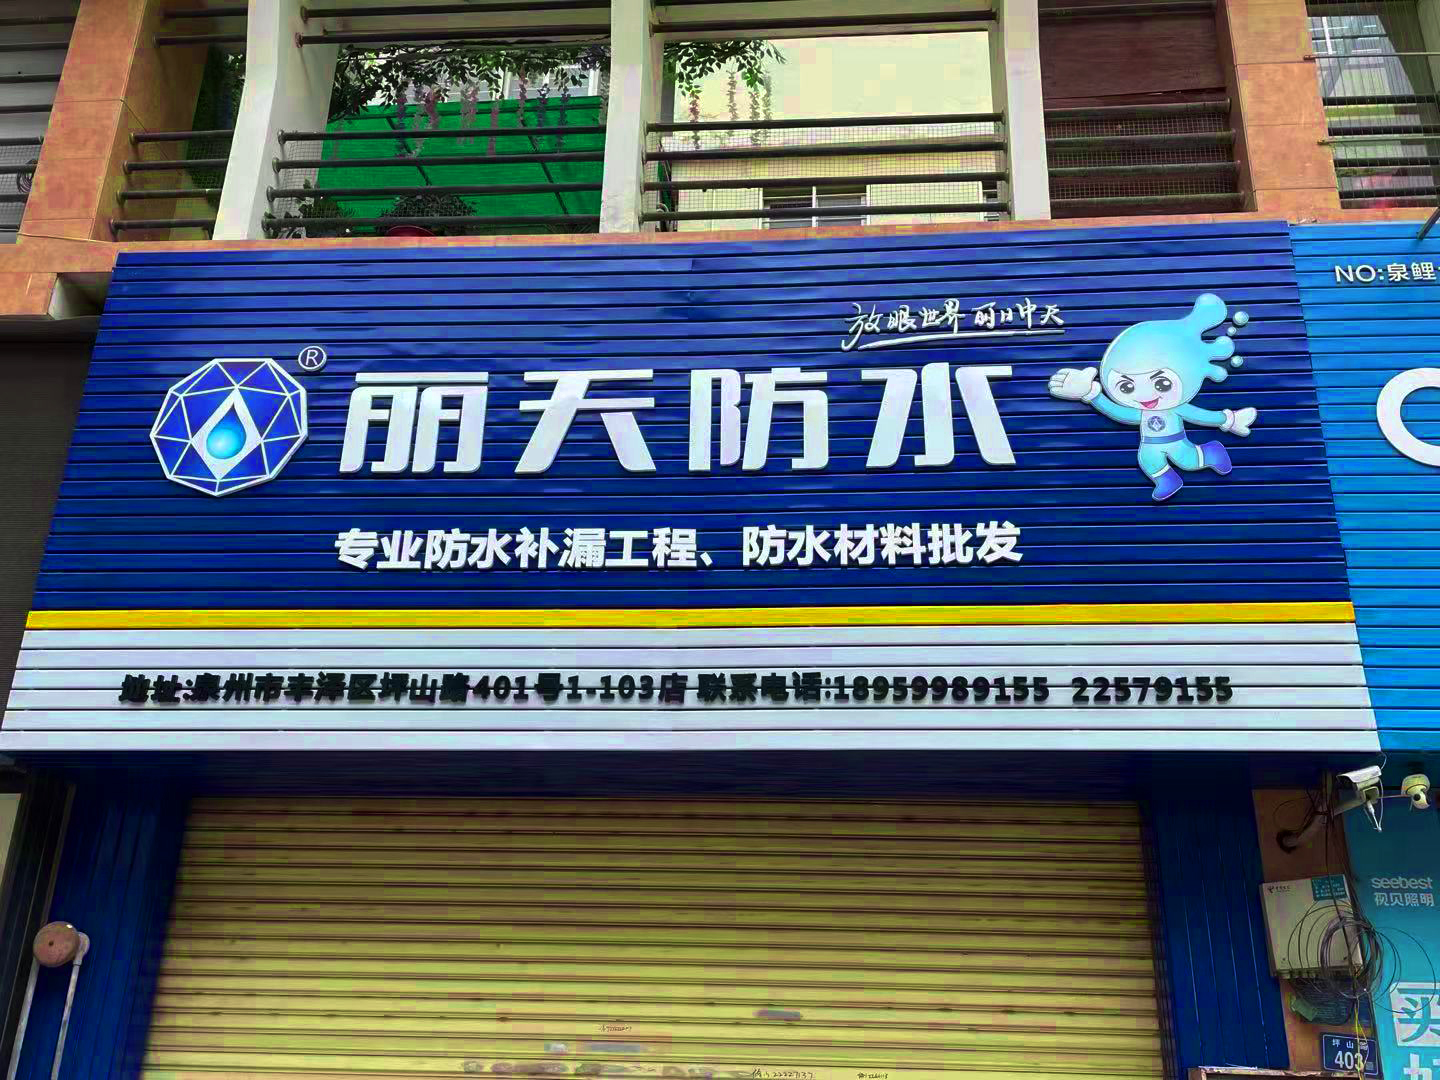 NO:泉鲤
放眼世界 丽日中天
®
丽天防水
专业防水补漏工程、防水材料批发
地址:泉州市丰泽区坪山路401号1-103店 联系电话:18959989155 22579155
seebest
视贝照明
买
坪山
403